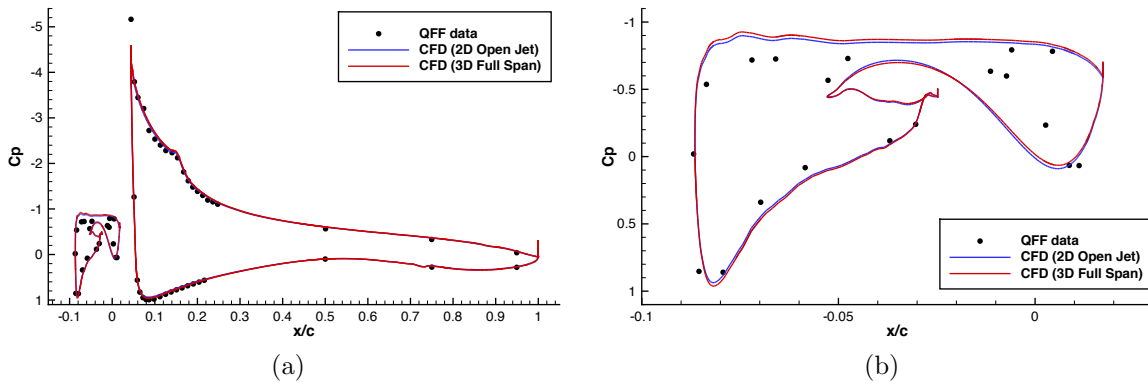 QFF data
CFD (2D Open Jet)
CFD (3D Full Span)
Cp
-5
-4
-3
-2
-1
0
1
-0.1 0 0.1 0.2 0.3 0.4 0.5 0.6 0.7 0.8 0.9 1
x/c
(a)
Cp
-1
-0.5
0
0.5
1
QFF data
CFD (2D Open Jet)
CFD (3D Full Span)
-0.1 -0.05 0
x/c
(b)